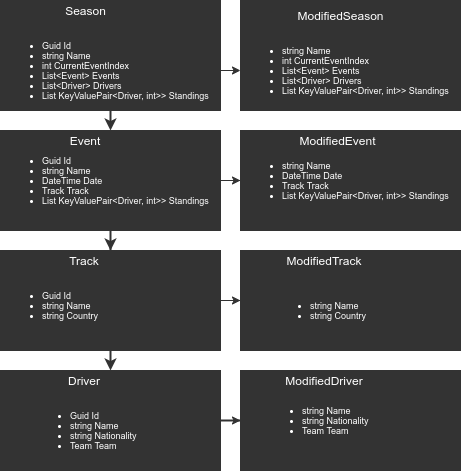 Season
Guid Id
string Name
int CurrentEventIndex
List<Event> Events
List<Driver> Drivers
List KeyValuePair<Driver, int>> Standings
ModifiedSeason
string Name
int CurrentEventIndex
List<Event> Events
List<Driver> Drivers
List KeyValuePair<Driver, int>> Standings
Event
Guid Id
string Name
DateTime Date
Track Track
List KeyValuePair<Driver, int>> Standings
ModifiedEvent
string Name
DateTime Date
Track Track
List KeyValuePair<Driver, int>> Standings
Track
Guid Id
string Name
string Country
ModifiedTrack
string Name
string Country
Driver
Guid Id
string Name
string Nationality
Team Team
ModifiedDriver
string Name
string Nationality
Team Team